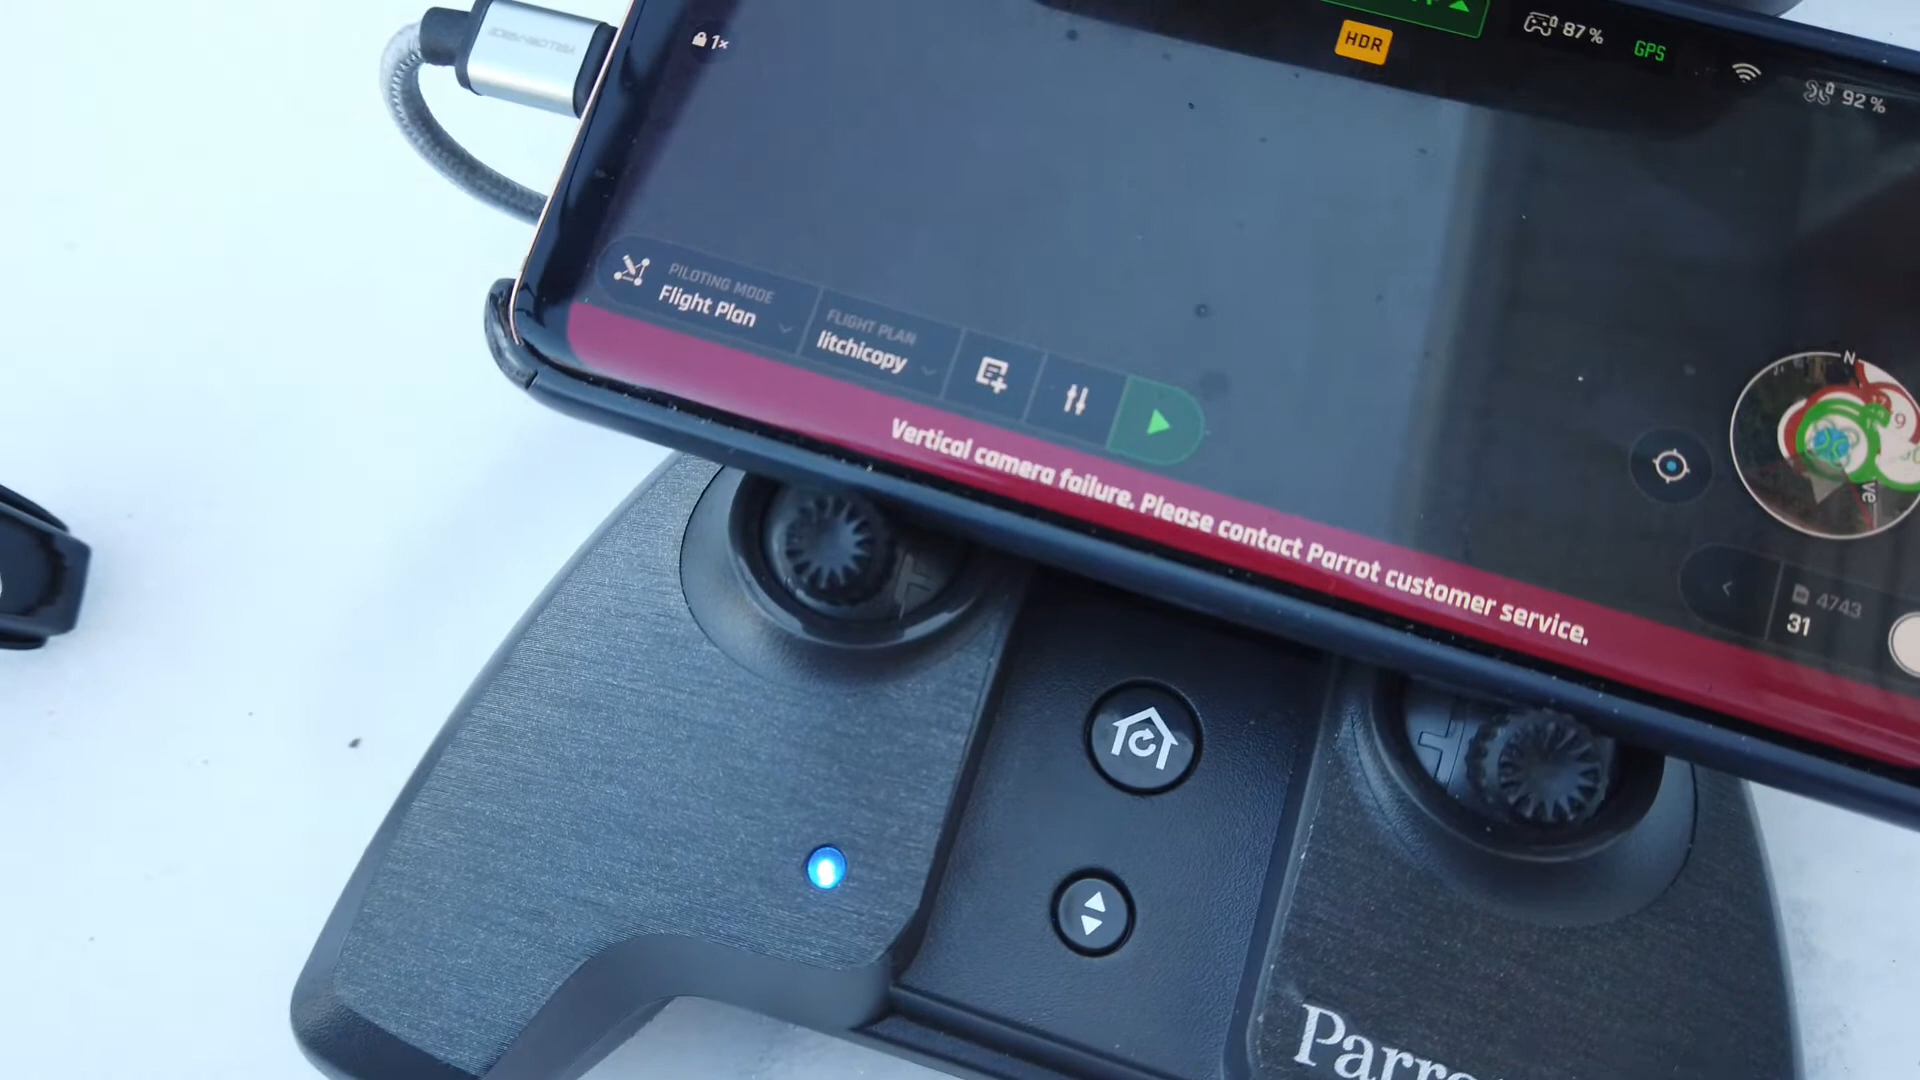 1×
HDR
87%
GPS
92%
PILOTING MODE
Flight Plan
FLIGHT PLAN
litchicopy
N
Vertical camera failure. Please contact Parrot customer service.
4743
31
Parro